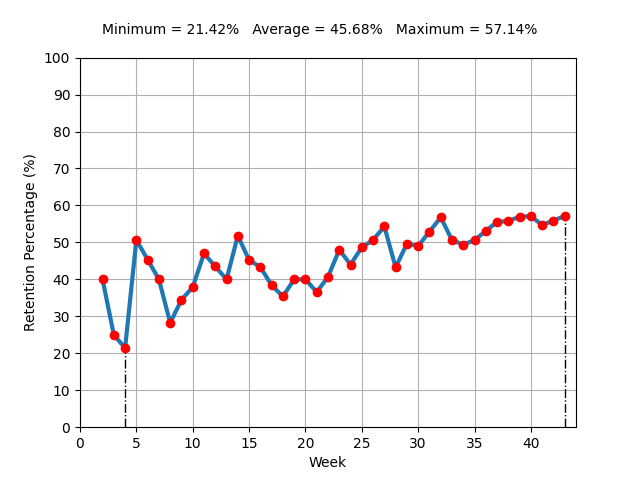 Minimum = 21.42%   Average = 45.68%   Maximum = 57.14%
100
90
80
70
60
50
40
30
20
10
0
Retention Percentage (%)
0 5 10 15 20 25 30 35 40
Week